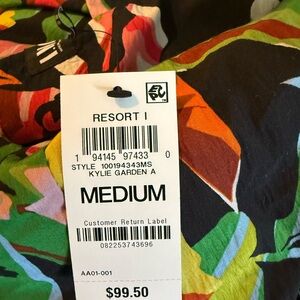 RESORT I
1 94145 97433 0
STYLE 100194343MS
KYLIE GARDEN A
MEDIUM
Customer Return Label
082253743696
AA01-001
$99.50